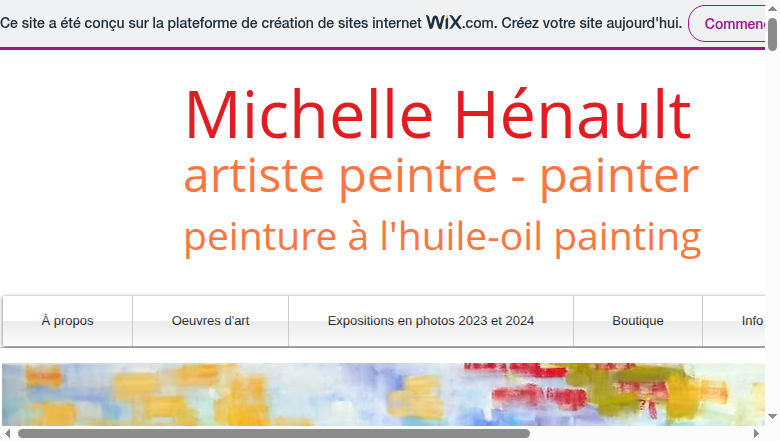 Ce site a été conçu sur la plateforme de création de sites internet WiX.com. Créez votre site aujourd'hui.
Michelle Hénault
artiste peintre - painter
peinture à l'huile-oil painting
À propos
Oeuvres d'art
Expositions en photos 2023 et 2024
Boutique
Info